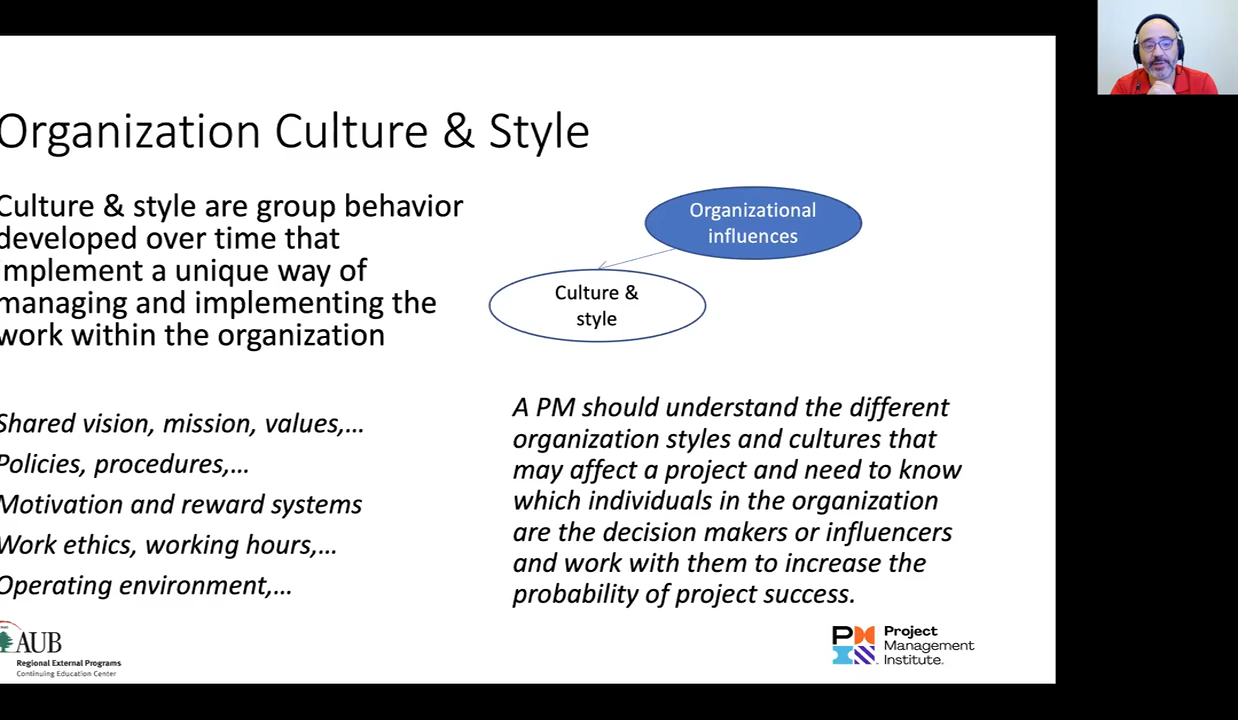 Organization Culture & Style
Culture & style are group behavior
developed over time that
implement a unique way of
managing and implementing the
work within the organization
Organizational
influences
Culture &
style
Shared vision, mission, values,...
Policies, procedures,...
Motivation and reward systems
Work ethics, working hours,...
Operating environment,...
A PM should understand the different
organization styles and cultures that
may affect a project and need to know
which individuals in the organization
are the decision makers or influencers
and work with them to increase the
probability of project success.
AUB
Regional External Programs
Continuing Education Center
Project
Management
Institute.